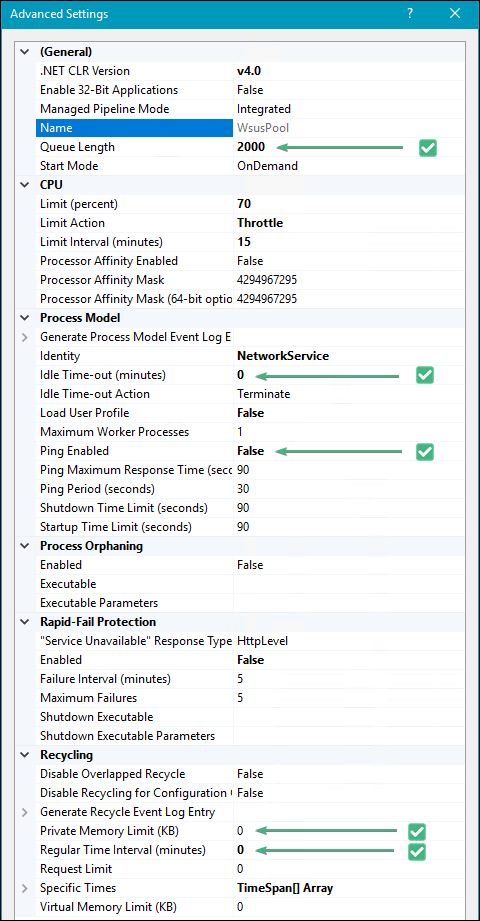 Advanced Settings ? ×
(General)
.NET CLR Version v4.0
Enable 32-Bit Applications False
Managed Pipeline Mode Integrated
Name WsusPool
Queue Length 2000
Start Mode OnDemand
CPU
Limit (percent) 70
Limit Action Throttle
Limit Interval (minutes) 15
Processor Affinity Enabled False
Processor Affinity Mask 4294967295
Processor Affinity Mask (64-bit optio 4294967295
Process Model
Generate Process Model Event Log E
Identity NetworkService
Idle Time-out (minutes) 0
Idle Time-out Action Terminate
Load User Profile False
Maximum Worker Processes 1
Ping Enabled False
Ping Maximum Response Time (secc 90
Ping Period (seconds) 30
Shutdown Time Limit (seconds) 90
Startup Time Limit (seconds) 90
Process Orphaning
Enabled False
Executable
Executable Parameters
Rapid-Fail Protection
"Service Unavailable" Response Type HttpLevel
Enabled False
Failure Interval (minutes) 5
Maximum Failures 5
Shutdown Executable
Shutdown Executable Parameters
Recycling
Disable Overlapped Recycle False
Disable Recycling for Configuration C False
Generate Recycle Event Log Entry
Private Memory Limit (KB) 0
Regular Time Interval (minutes) 0
Request Limit 0
Specific Times TimeSpan[] Array
Virtual Memory Limit (KB) 0